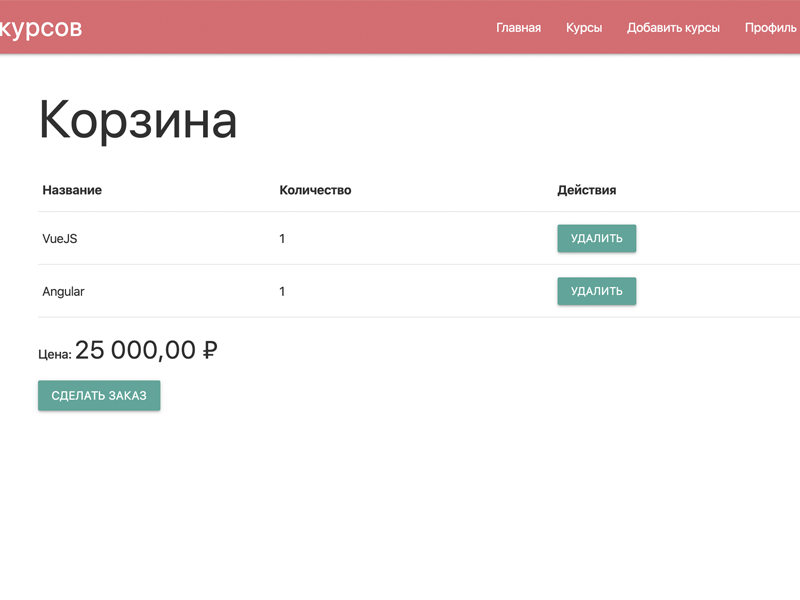 курсов Главная Курсы Добавить курсы Профиль
Корзина
Название Количество Действия
VueJS 1 УДАЛИТЬ
Angular 1 УДАЛИТЬ
Цена: 25 000,00 ₽
СДЕЛАТЬ ЗАКАЗ